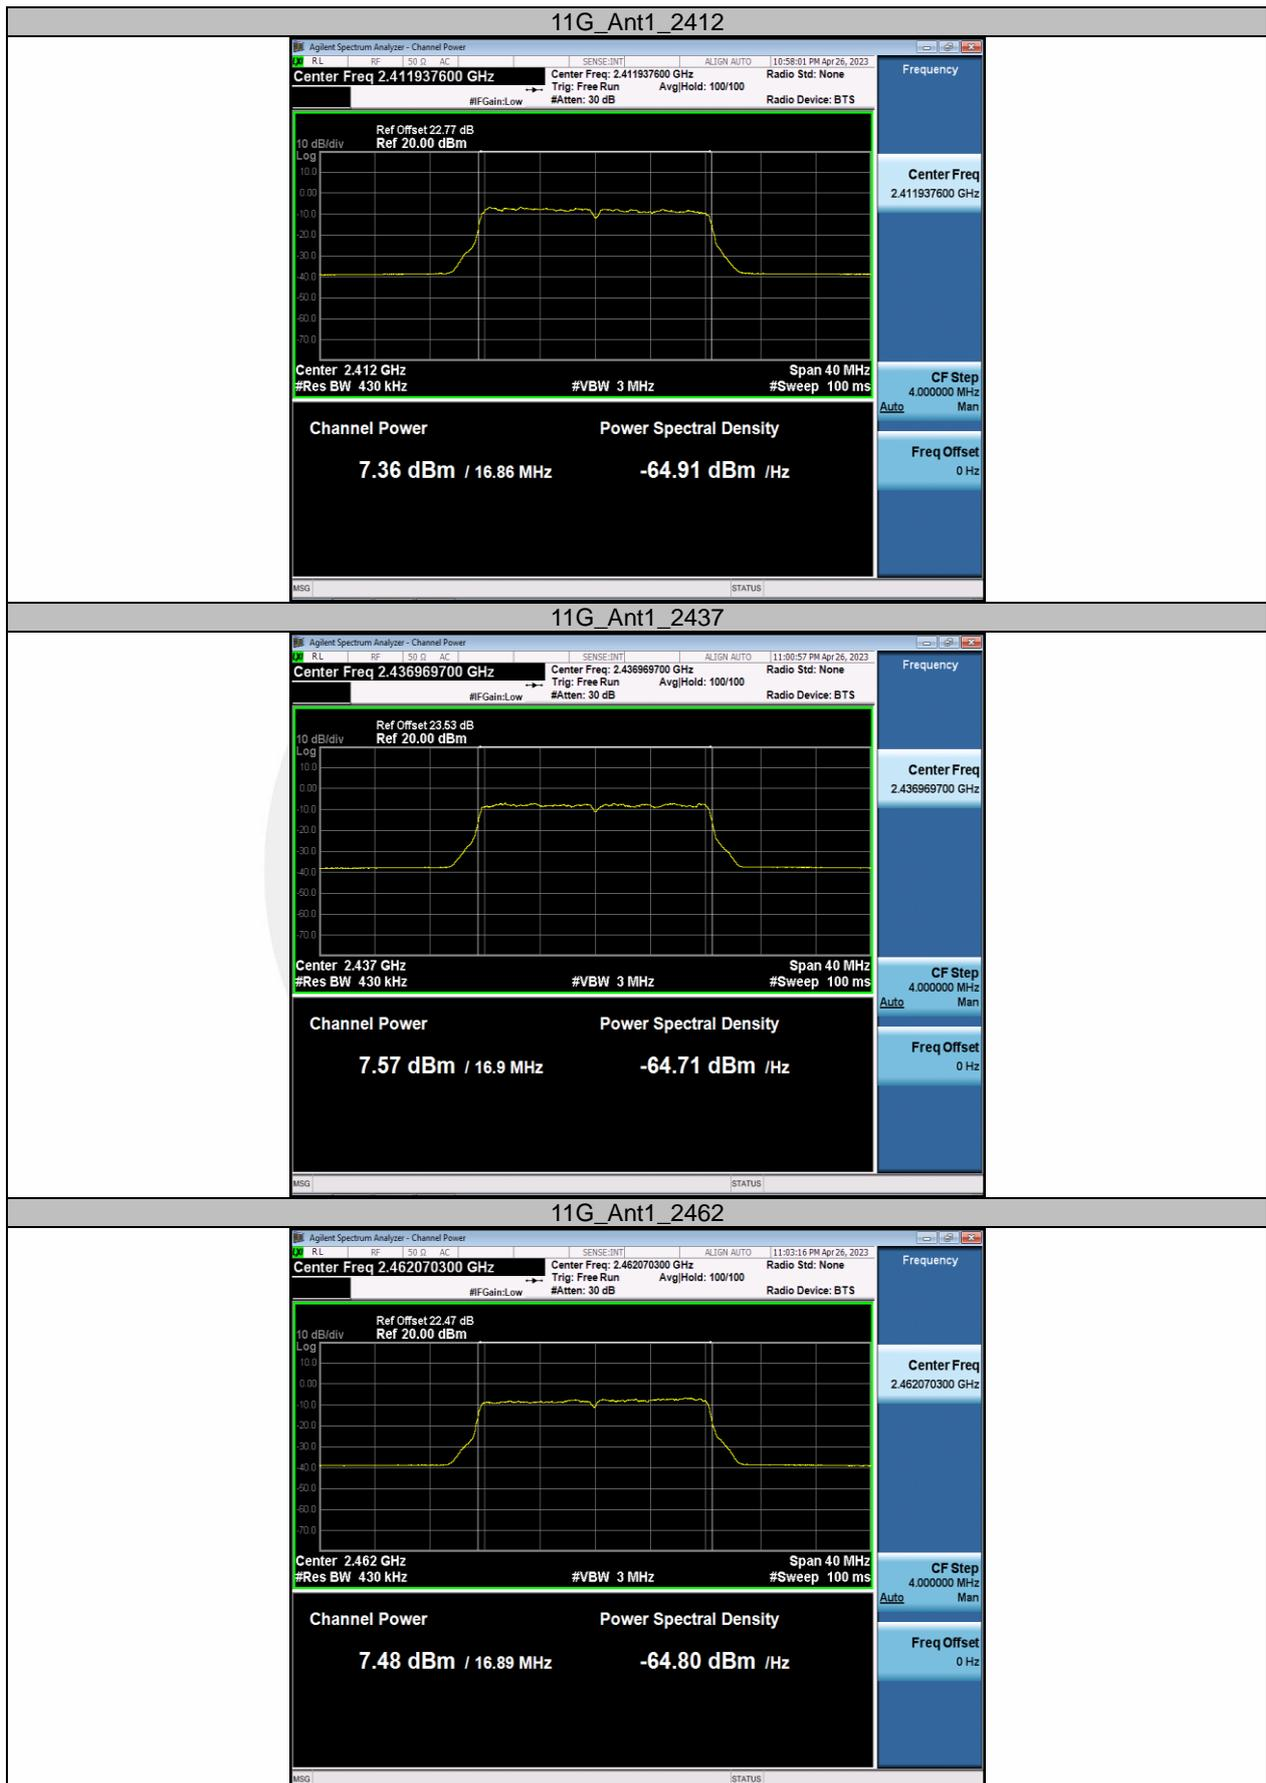 11G_Ant1_2412
Agilent Spectrum Analyzer - Channel Power
LXI RL RF 50 Ω AC SENSE:INT ALIGN AUTO 10:58:01 PM Apr 26, 2023
Center Freq 2.411937600 GHz Center Freq: 2.411937600 GHz Radio Std: None
Trig: Free Run Avg|Hold: 100/100
#IFGain:Low #Atten: 30 dB Radio Device: BTS
Frequency
Ref Offset 22.77 dB
10 dB/div Ref 20.00 dBm
Log
10.0
0.00
-10.0
-20.0
-30.0
-40.0
-50.0
-60.0
-70.0
Center 2.412 GHz Span 40 MHz
#Res BW 430 kHz #VBW 3 MHz #Sweep 100 ms
Center Freq
2.411937600 GHz
CF Step
4.000000 MHz
Auto Man
Freq Offset
0 Hz
Channel Power Power Spectral Density
7.36 dBm / 16.86 MHz -64.91 dBm /Hz
MSG STATUS
11G_Ant1_2437
Agilent Spectrum Analyzer - Channel Power
LXI RL RF 50 Ω AC SENSE:INT ALIGN AUTO 11:00:57 PM Apr 26, 2023
Center Freq 2.436969700 GHz Center Freq: 2.436969700 GHz Radio Std: None
Trig: Free Run Avg|Hold: 100/100
#IFGain:Low #Atten: 30 dB Radio Device: BTS
Frequency
Ref Offset 23.53 dB
10 dB/div Ref 20.00 dBm
Log
10.0
0.00
-10.0
-20.0
-30.0
-40.0
-50.0
-60.0
-70.0
Center 2.437 GHz Span 40 MHz
#Res BW 430 kHz #VBW 3 MHz #Sweep 100 ms
Center Freq
2.436969700 GHz
CF Step
4.000000 MHz
Auto Man
Freq Offset
0 Hz
Channel Power Power Spectral Density
7.57 dBm / 16.9 MHz -64.71 dBm /Hz
MSG STATUS
11G_Ant1_2462
Agilent Spectrum Analyzer - Channel Power
LXI RL RF 50 Ω AC SENSE:INT ALIGN AUTO 11:03:16 PM Apr 26, 2023
Center Freq 2.462070300 GHz Center Freq: 2.462070300 GHz Radio Std: None
Trig: Free Run Avg|Hold: 100/100
#IFGain:Low #Atten: 30 dB Radio Device: BTS
Frequency
Ref Offset 22.47 dB
10 dB/div Ref 20.00 dBm
Log
10.0
0.00
-10.0
-20.0
-30.0
-40.0
-50.0
-60.0
-70.0
Center 2.462 GHz Span 40 MHz
#Res BW 430 kHz #VBW 3 MHz #Sweep 100 ms
Center Freq
2.462070300 GHz
CF Step
4.000000 MHz
Auto Man
Freq Offset
0 Hz
Channel Power Power Spectral Density
7.48 dBm / 16.89 MHz -64.80 dBm /Hz
MSG STATUS